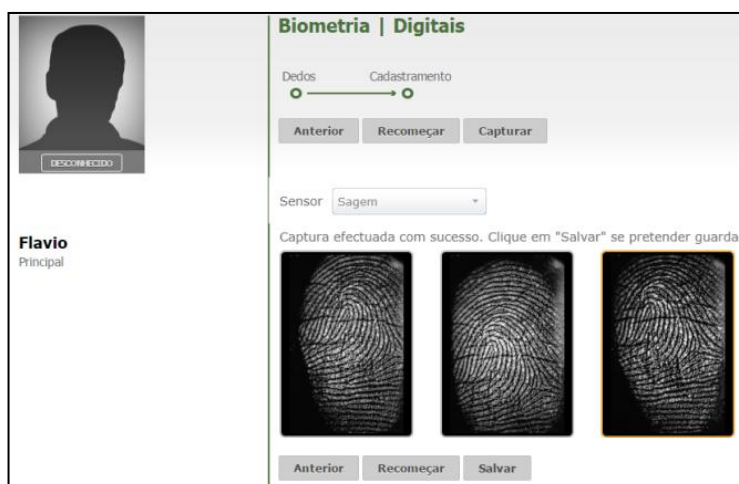 DESCONHECIDO
Flavio
Principal
Biometria | Digitais
Dedos Cadastramento
Anterior Recomeçar Capturar
Sensor Sagem
Captura efectuada com sucesso. Clique em "Salvar" se pretender guarda
Anterior Recomeçar Salvar